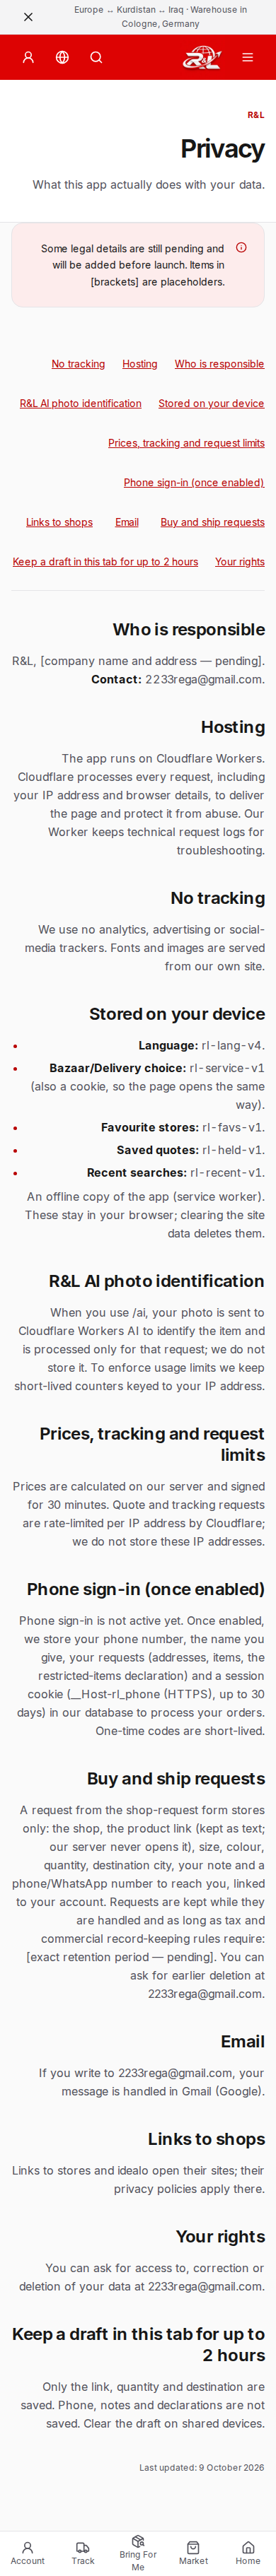 Europe ↔ Kurdistan ↔ Iraq · Warehouse in
Cologne, Germany
R&L
R&L
Privacy
What this app actually does with your data.
Some legal details are still pending and
will be added before launch. Items in
[brackets] are placeholders.
No tracking Hosting Who is responsible
R&L AI photo identification Stored on your device
Prices, tracking and request limits
Phone sign-in (once enabled)
Links to shops Email Buy and ship requests
Keep a draft in this tab for up to 2 hours Your rights
Who is responsible
R&L, [company name and address — pending].
Contact: 2233rega@gmail.com.
Hosting
The app runs on Cloudflare Workers.
Cloudflare processes every request, including
your IP address and browser details, to deliver
the page and protect it from abuse. Our
Worker keeps technical request logs for
troubleshooting.
No tracking
We use no analytics, advertising or social-
media trackers. Fonts and images are served
from our own site.
Stored on your device
Language: rl-lang-v4.
Bazaar/Delivery choice: rl-service-v1
(also a cookie, so the page opens the same
way).
Favourite stores: rl-favs-v1.
Saved quotes: rl-held-v1.
Recent searches: rl-recent-v1.
An offline copy of the app (service worker).
These stay in your browser; clearing the site
data deletes them.
R&L AI photo identification
When you use /ai, your photo is sent to
Cloudflare Workers AI to identify the item and
is processed only for that request; we do not
store it. To enforce usage limits we keep
short-lived counters keyed to your IP address.
Prices, tracking and request
limits
Prices are calculated on our server and signed
for 30 minutes. Quote and tracking requests
are rate-limited per IP address by Cloudflare;
we do not store these IP addresses.
Phone sign-in (once enabled)
Phone sign-in is not active yet. Once enabled,
we store your phone number, the name you
give, your requests (addresses, items, the
restricted-items declaration) and a session
cookie (__Host-rl_phone (HTTPS), up to 30
days) in our database to process your orders.
One-time codes are short-lived.
Buy and ship requests
A request from the shop-request form stores
only: the shop, the product link (kept as text;
our server never opens it), size, colour,
quantity, destination city, your note and a
phone/WhatsApp number to reach you, linked
to your account. Requests are kept while they
are handled and as long as tax and
commercial record-keeping rules require:
[exact retention period — pending]. You can
ask for earlier deletion at
2233rega@gmail.com.
Email
If you write to 2233rega@gmail.com, your
message is handled in Gmail (Google).
Links to shops
Links to stores and idealo open their sites; their
privacy policies apply there.
Your rights
You can ask for access to, correction or
deletion of your data at 2233rega@gmail.com.
Keep a draft in this tab for up to
2 hours
Only the link, quantity and destination are
saved. Phone, notes and declarations are not
saved. Clear the draft on shared devices.
Last updated: 9 October 2026
Account Track Bring For Me Market Home